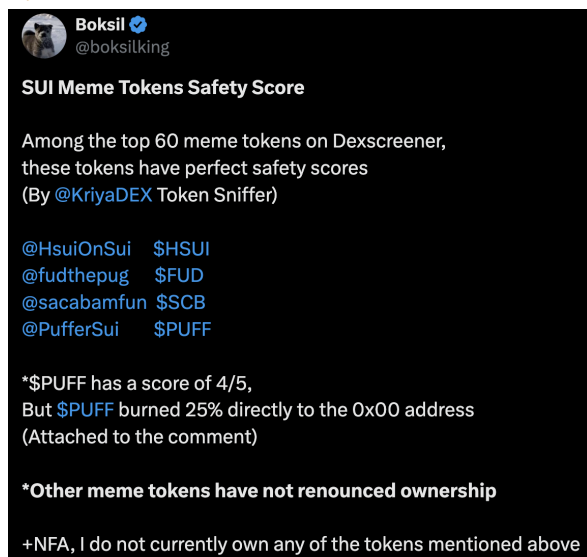 Boksil
@boksilking
SUI Meme Tokens Safety Score
Among the top 60 meme tokens on Dexscreener,
these tokens have perfect safety scores
(By @KriyaDEX Token Sniffer)
@HsuiOnSui $HSUI
@fudthepug $FUD
@sacabamfun $SCB
@PufferSui $PUFF
*$PUFF has a score of 4/5,
But $PUFF burned 25% directly to the 0x00 address
(Attached to the comment)
*Other meme tokens have not renounced ownership
+NFA, I do not currently own any of the tokens mentioned above